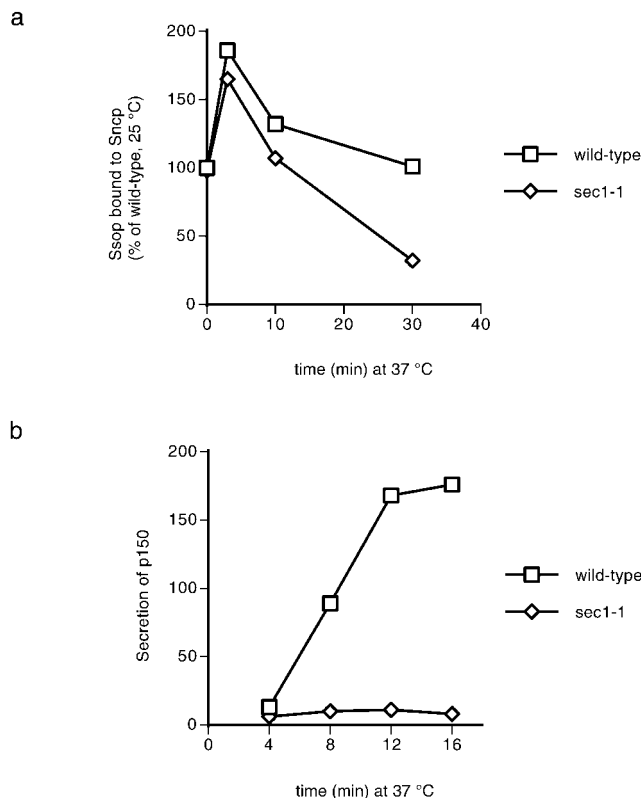 a
Ssop bound to Sncp
(% of wild-type, 25 °C)
200
150
100
50
0
0 10 20 30 40
time (min) at 37 °C
wild-type
sec1-1
b
Secretion of p150
200
150
100
50
0
0 4 8 12 16
time (min) at 37 °C
wild-type
sec1-1